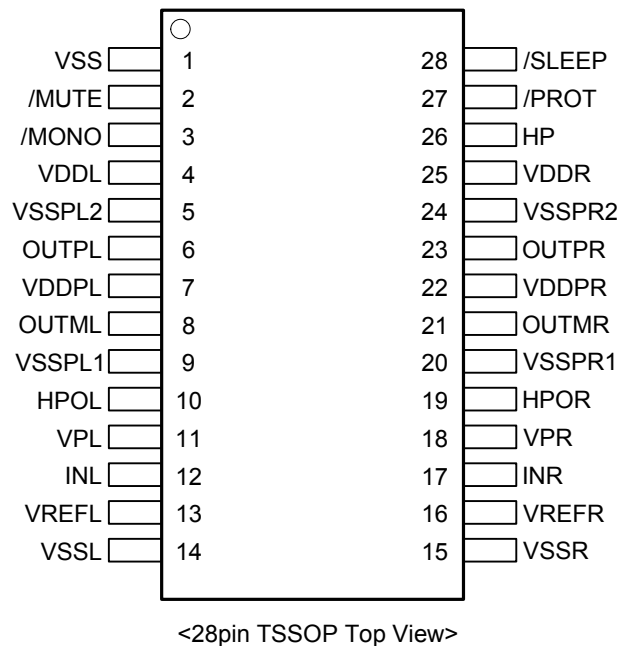 VSS 1 28 /SLEEP
/MUTE 2 27 /PROT
/MONO 3 26 HP
VDDL 4 25 VDDR
VSSPL2 5 24 VSSPR2
OUTPL 6 23 OUTPR
VDDPL 7 22 VDDPR
OUTML 8 21 OUTMR
VSSPL1 9 20 VSSPR1
HPOL 10 19 HPOR
VPL 11 18 VPR
INL 12 17 INR
VREFL 13 16 VREFR
VSSL 14 15 VSSR
<28pin TSSOP Top View>